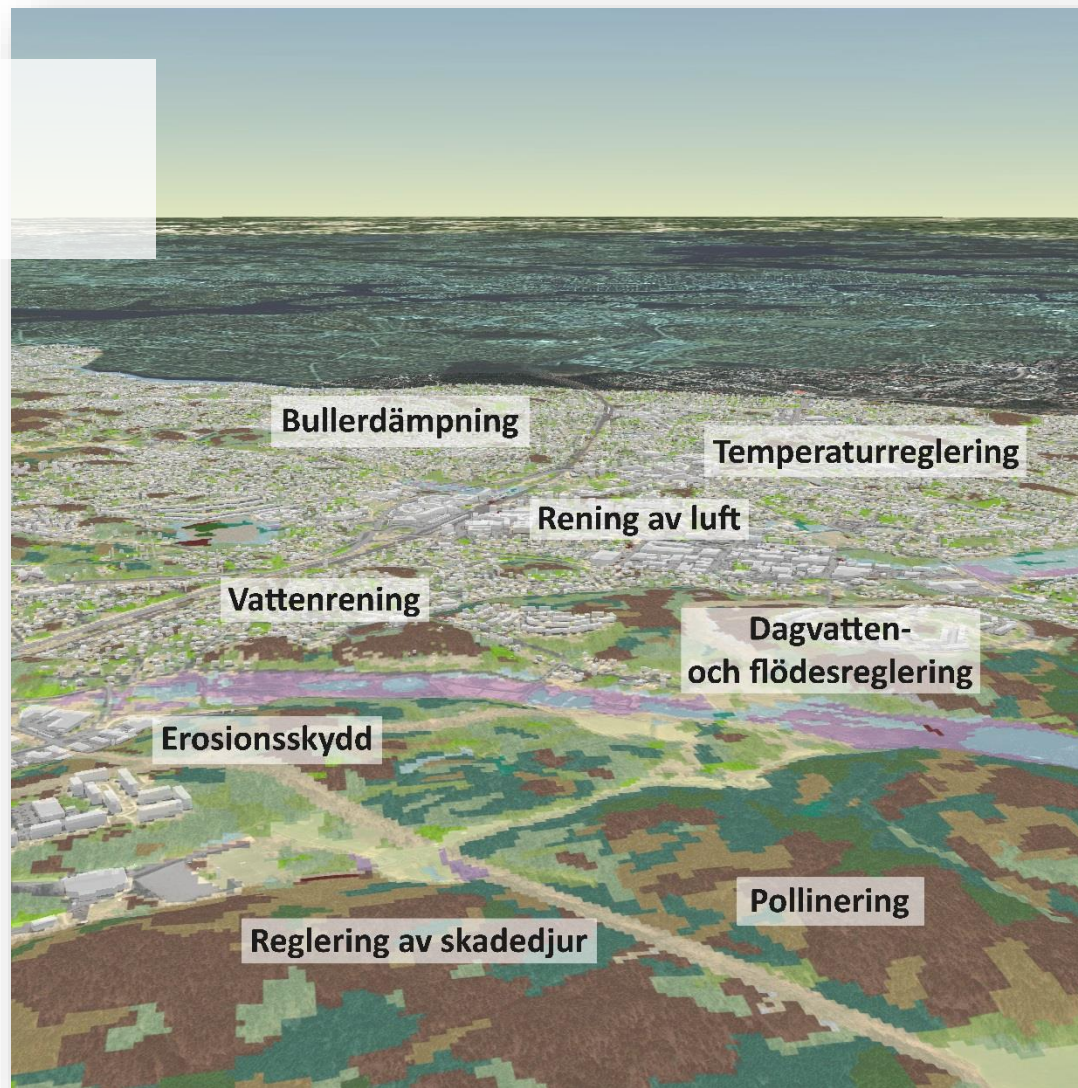 Bullerdämpning
Temperaturreglering
Rening av luft
Vattenrening
Dagvatten-
och flödesreglering
Erosionsskydd
Pollinering
Reglering av skadedjur